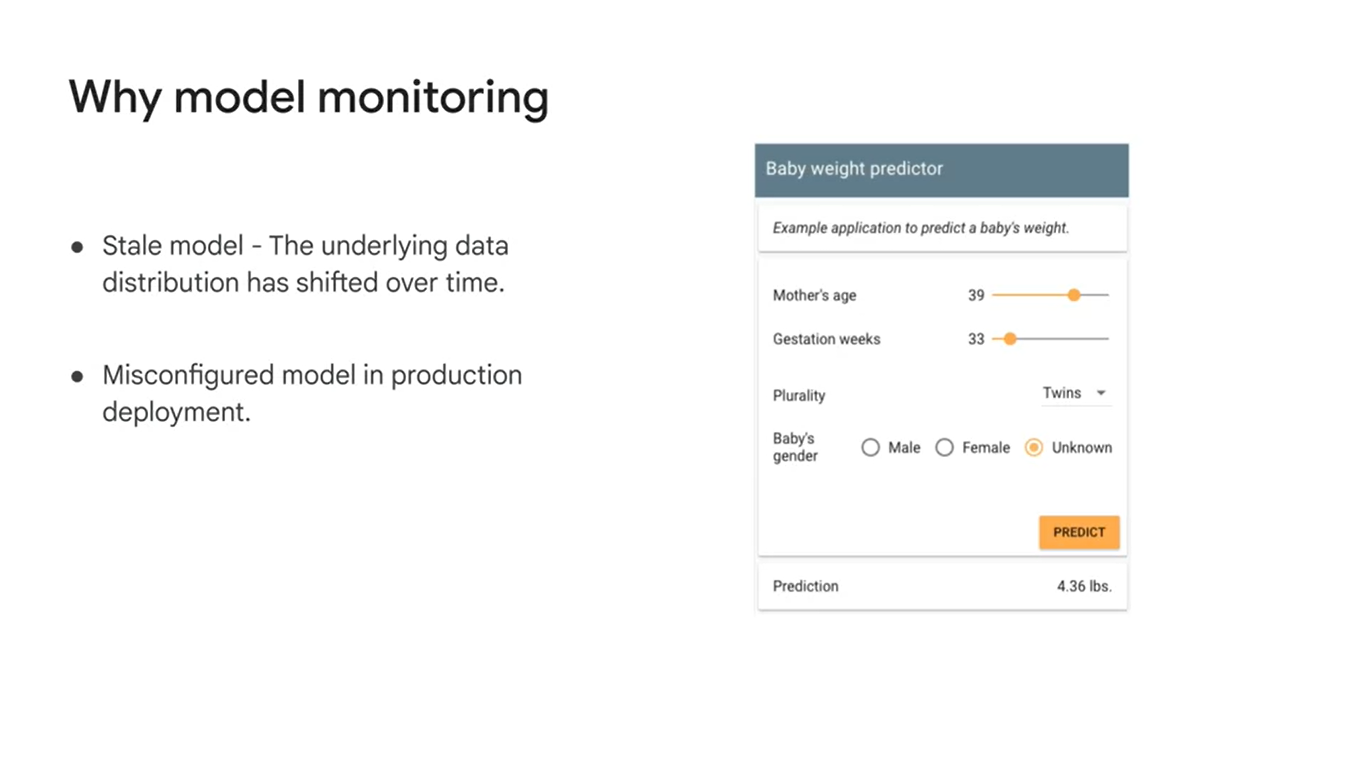 Why model monitoring
● Stale model - The underlying data
distribution has shifted over time.
● Misconfigured model in production
deployment.
Baby weight predictor
Example application to predict a baby's weight.
Mother's age 39
Gestation weeks 33
Plurality Twins
Baby's
gender Male Female Unknown
PREDICT
Prediction 4.36 lbs.